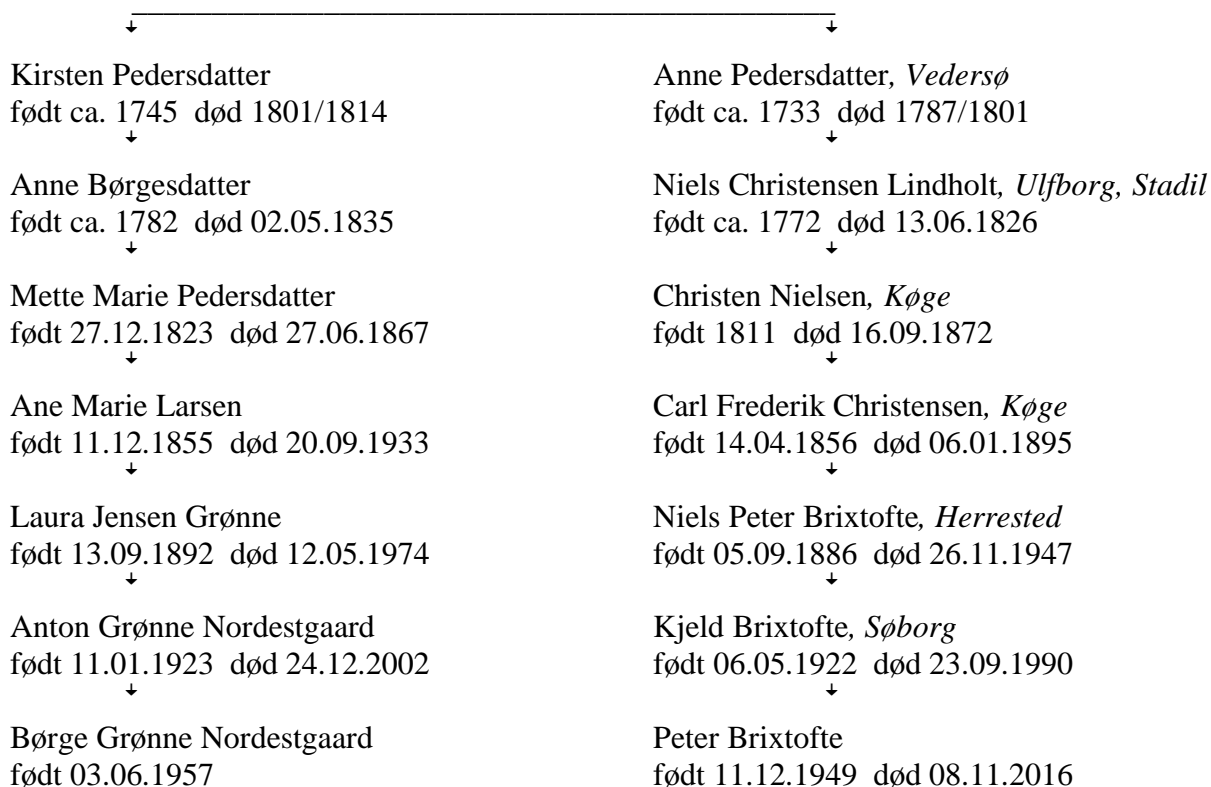 Kirsten Pedersdatter
født ca. 1745 død 1801/1814
Anne Børgesdatter
født ca. 1782 død 02.05.1835
Mette Marie Pedersdatter
født 27.12.1823 død 27.06.1867
Ane Marie Larsen
født 11.12.1855 død 20.09.1933
Laura Jensen Grønne
født 13.09.1892 død 12.05.1974
Anton Grønne Nordestgaard
født 11.01.1923 død 24.12.2002
Børge Grønne Nordestgaard
født 03.06.1957
Anne Pedersdatter, Vedersø
født ca. 1733 død 1787/1801
Niels Christensen Lindholt, Ulfborg, Stadil
født ca. 1772 død 13.06.1826
Christen Nielsen, Køge
født 1811 død 16.09.1872
Carl Frederik Christensen, Køge
født 14.04.1856 død 06.01.1895
Niels Peter Brixtofte, Herrested
født 05.09.1886 død 26.11.1947
Kjeld Brixtofte, Søborg
født 06.05.1922 død 23.09.1990
Peter Brixtofte
født 11.12.1949 død 08.11.2016